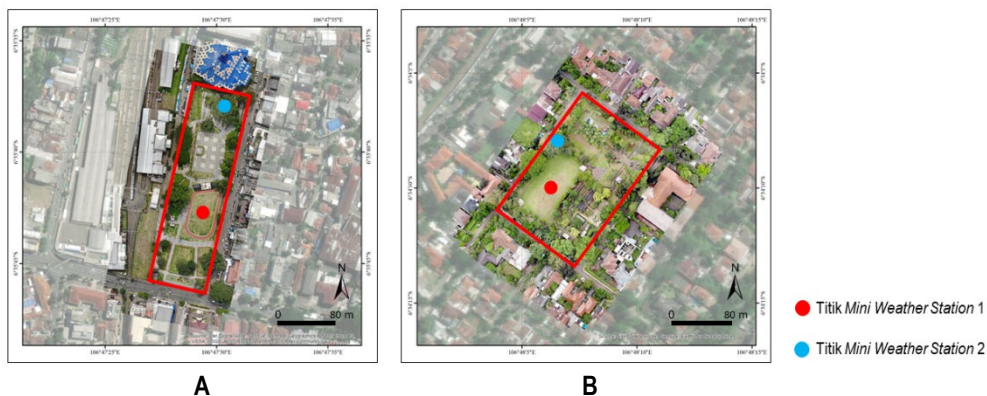 106°47'25"E 106°47'30"E 106°47'35"E
106°48'5"E 106°48'10"E 106°48'15"E
N
0 80 m
N
0 80 m
106°47'25"E 106°47'30"E 106°47'35"E
106°48'5"E 106°48'10"E 106°48'15"E
A
B
Titik Mini Weather Station 1
Titik Mini Weather Station 2